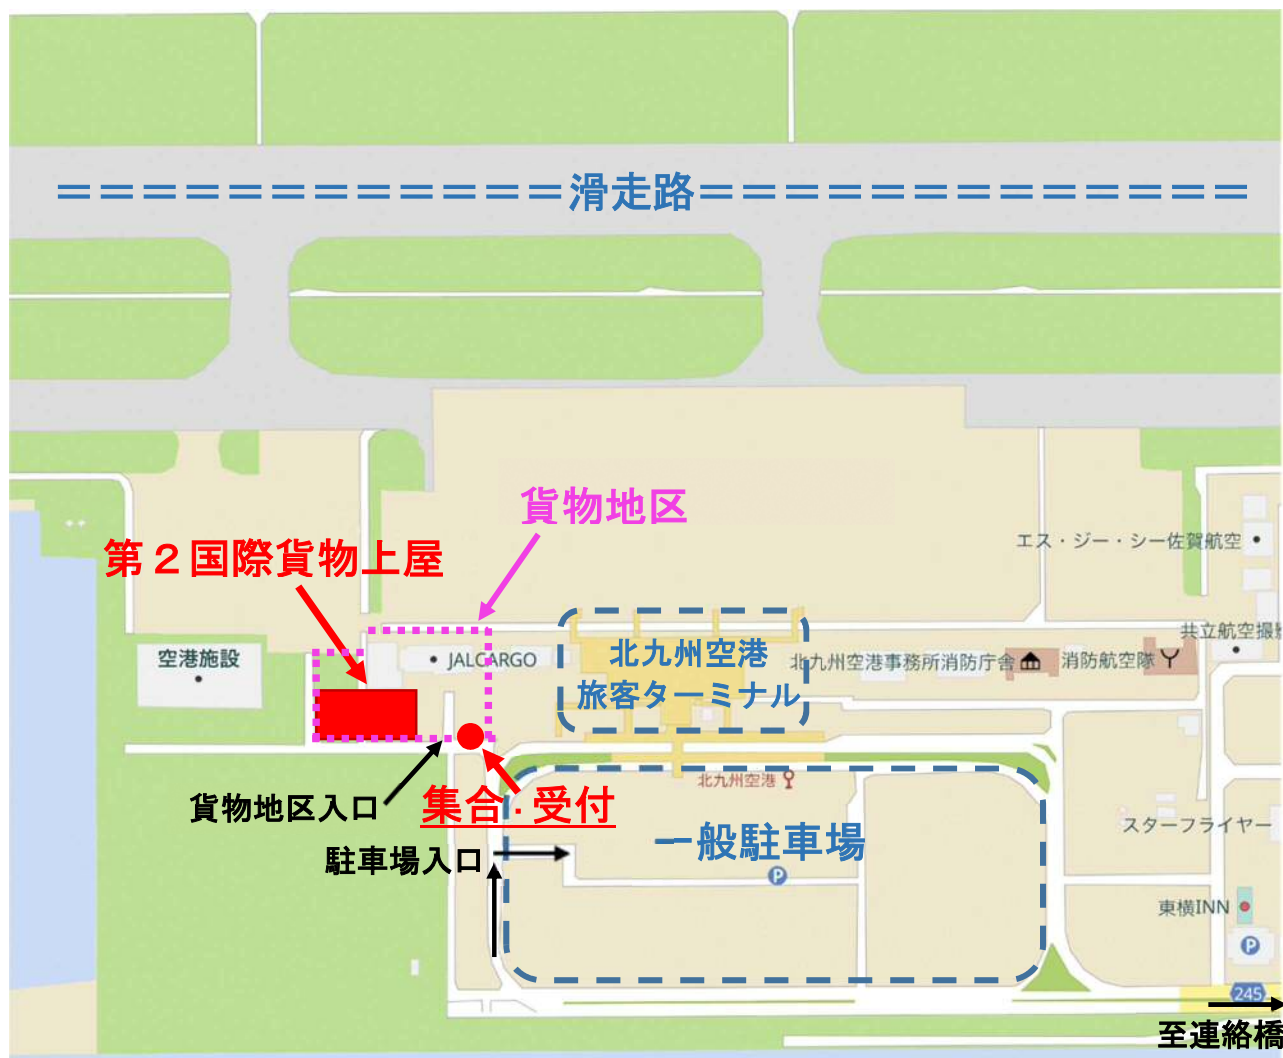 滑走路
貨物地区
第２国際貨物上屋
エス・ジー・シー佐賀航空
空港施設
JALCARGO
北九州空港
旅客ターミナル
北九州空港事務所消防庁舎
消防航空隊
共立航空撮影
貨物地区入口
集合・受付
北九州空港
一般駐車場
駐車場入口
P
スターフライヤー
東横INN
P
245
至連絡橋